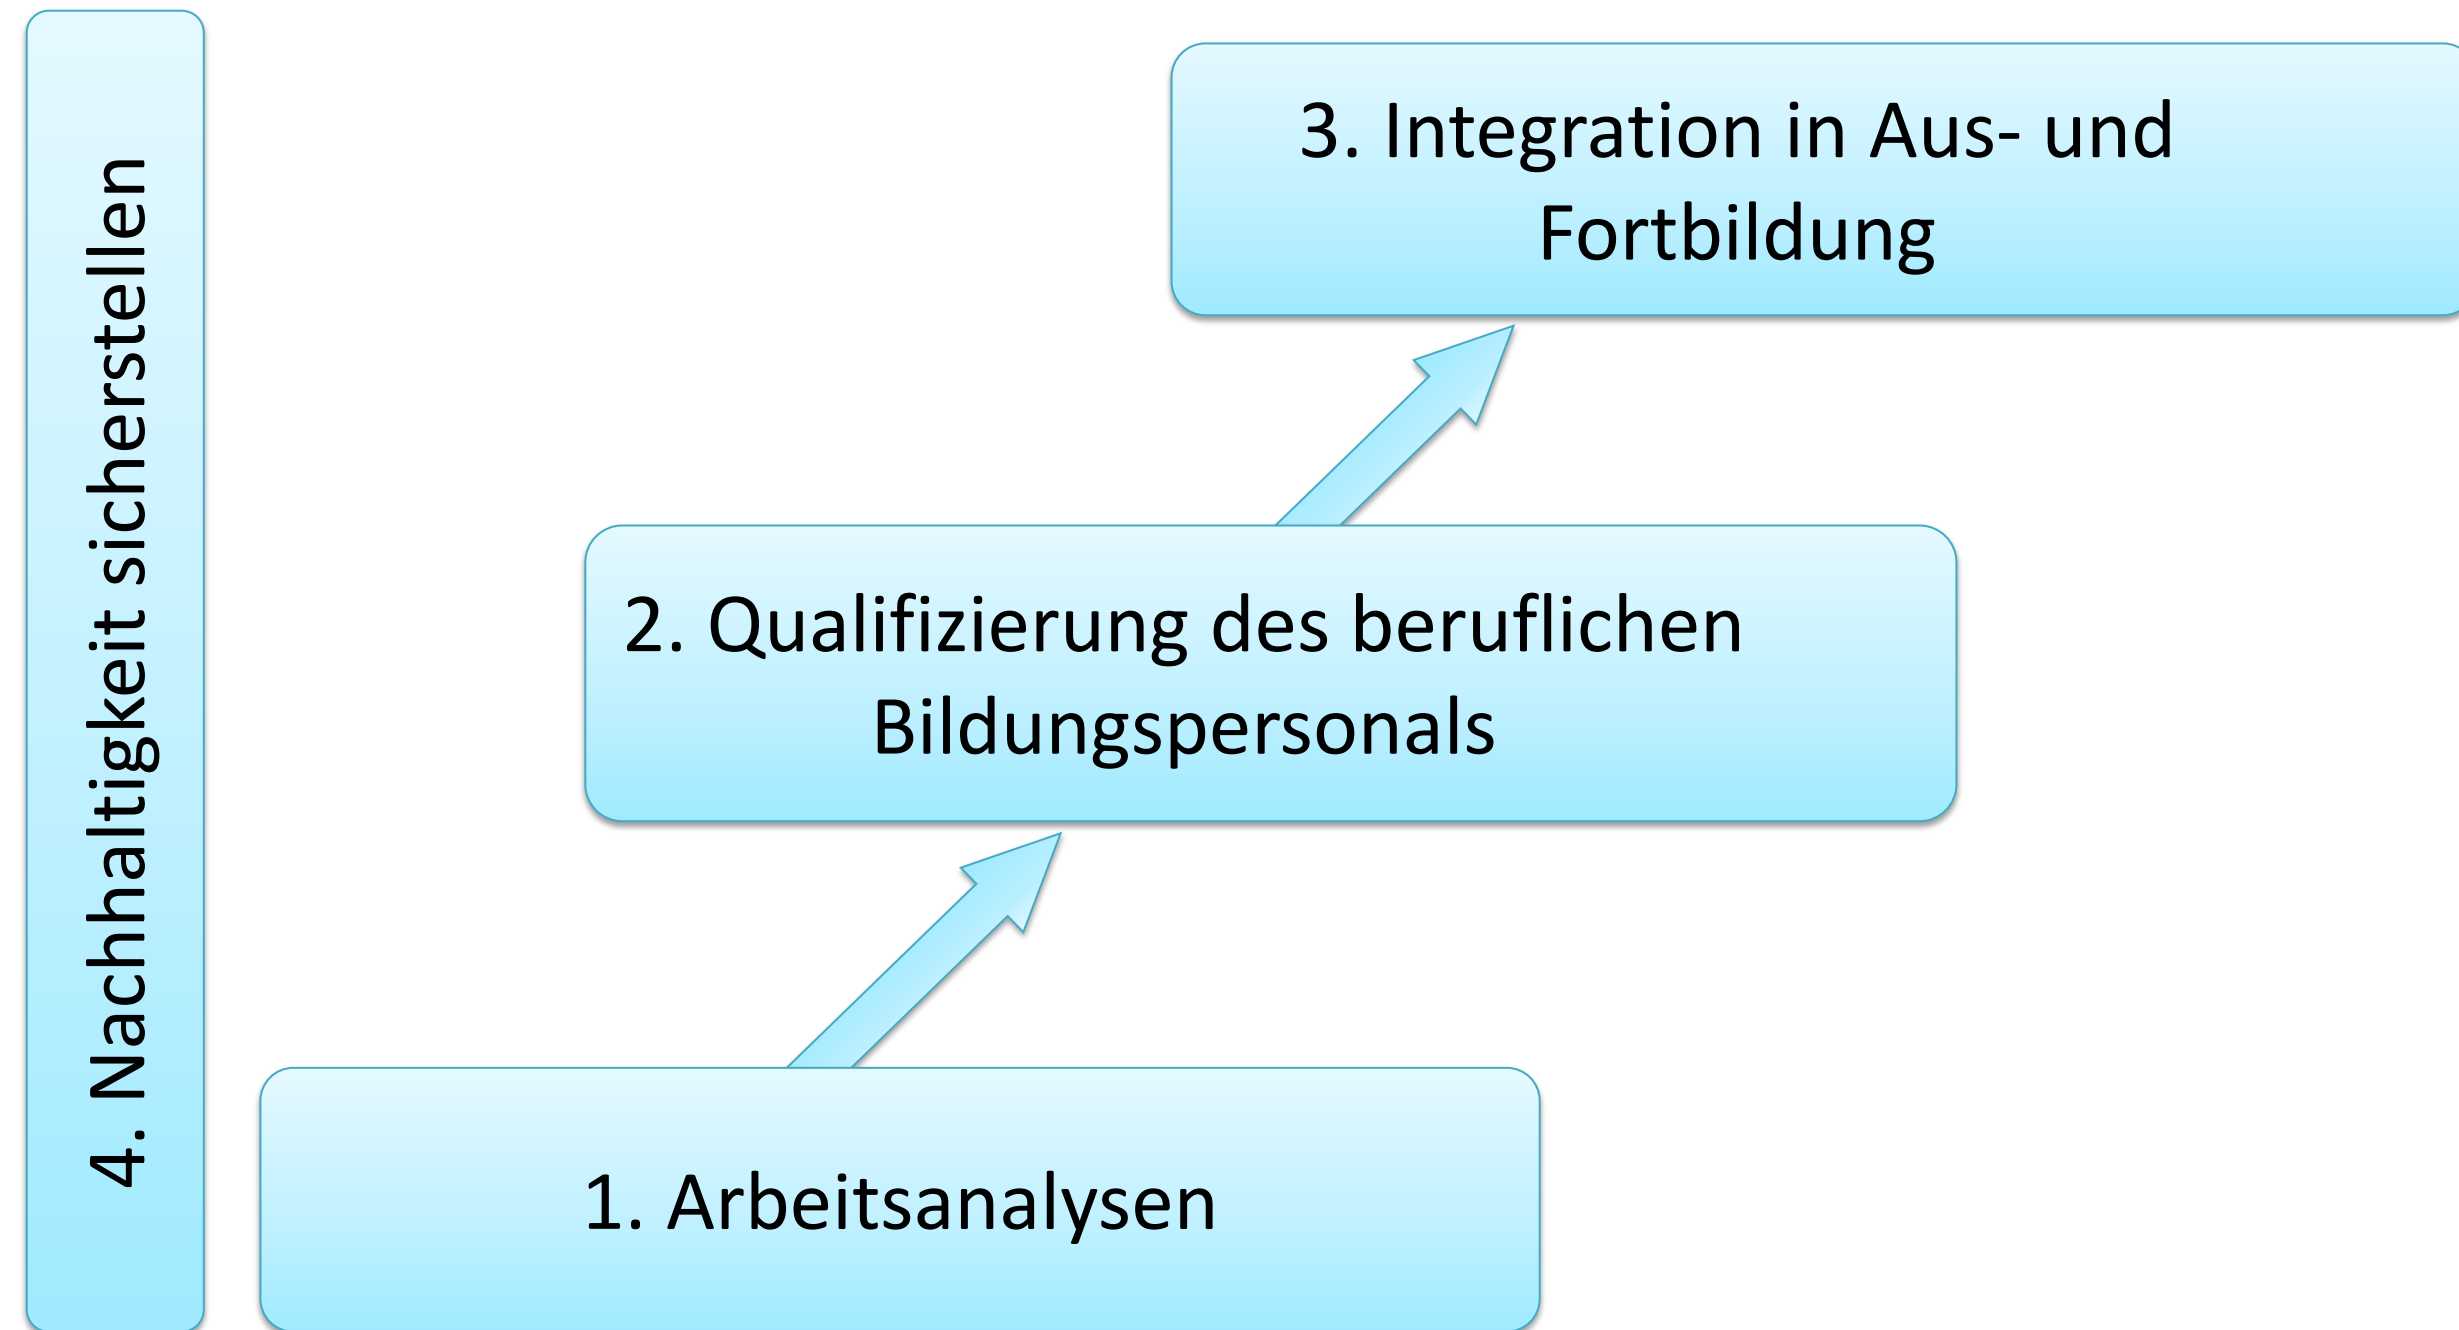 4. Nachhaltigkeit sicherstellen
3. Integration in Aus- und
Fortbildung
2. Qualifizierung des beruflichen
Bildungspersonals
1. Arbeitsanalysen